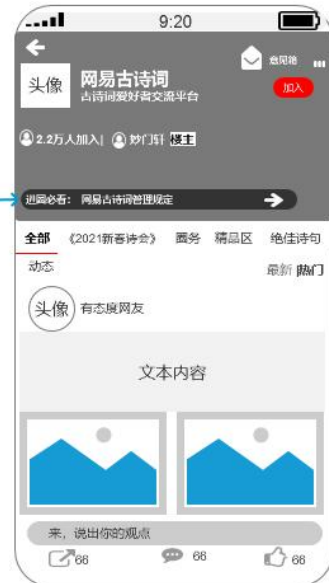 9:20
意见箱
头像
网易古诗词
古诗词爱好者交流平台
加入
2.2万人加入| 妙门轩 楼主
进园必看： 网易古诗词管理规定
全部 《2021新春诗会》 圈务 精品区 绝佳诗句
动态
最新 热门
头像 有态度网友
文本内容
来，说出你的观点
66 66 66